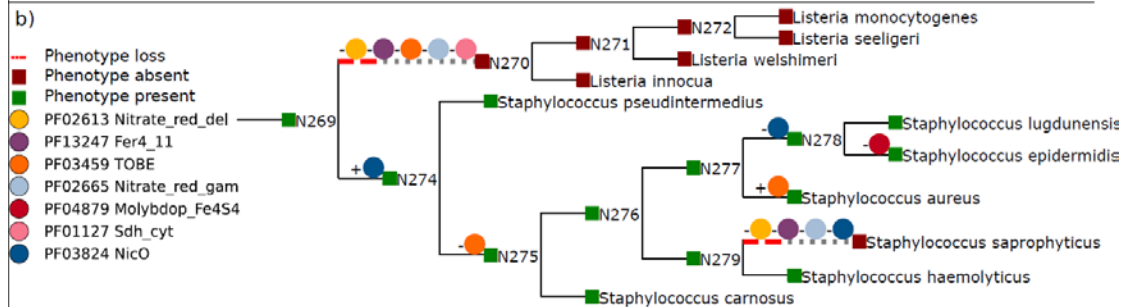 b)
Phenotype loss
Phenotype absent
Phenotype present
PF02613 Nitrate_red_del
PF13247 Fer4_11
PF03459 TOBE
PF02665 Nitrate_red_gam
PF04879 Molybdop_Fe4S4
PF01127 Sdh_cyt
PF03824 NicO
N269
- - - - -
N270
N271
N272
Listeria monocytogenes
Listeria seeligeri
Listeria welshimeri
Listeria innocua
+
N274
Staphylococcus pseudintermedius
-
N275
N276
N277
-
N278
Staphylococcus lugdunensis
-
Staphylococcus epidermidis
+
Staphylococcus aureus
N279
- - - -
Staphylococcus saprophyticus
Staphylococcus haemolyticus
Staphylococcus carnosus